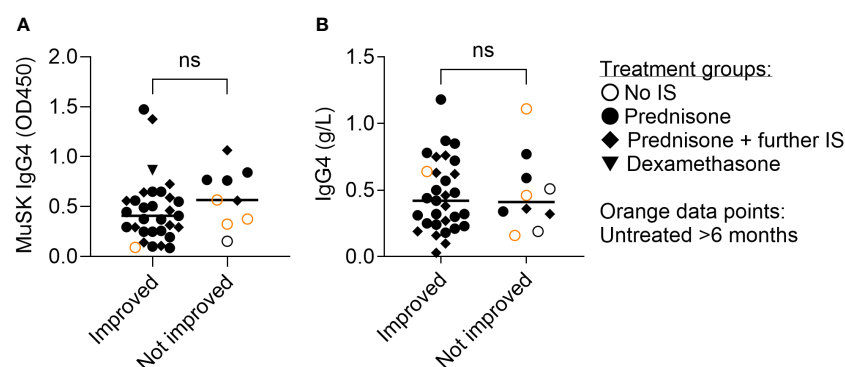 A
MuSK IgG4 (OD450)
2.0
1.5
1.0
0.5
0.0
ns
Improved
Not improved
B
IgG4 (g/L)
1.5
1.0
0.5
0.0
ns
Improved
Not improved
Treatment groups:
No IS
Prednisone
Prednisone + further IS
Dexamethasone
Orange data points:
Untreated >6 months